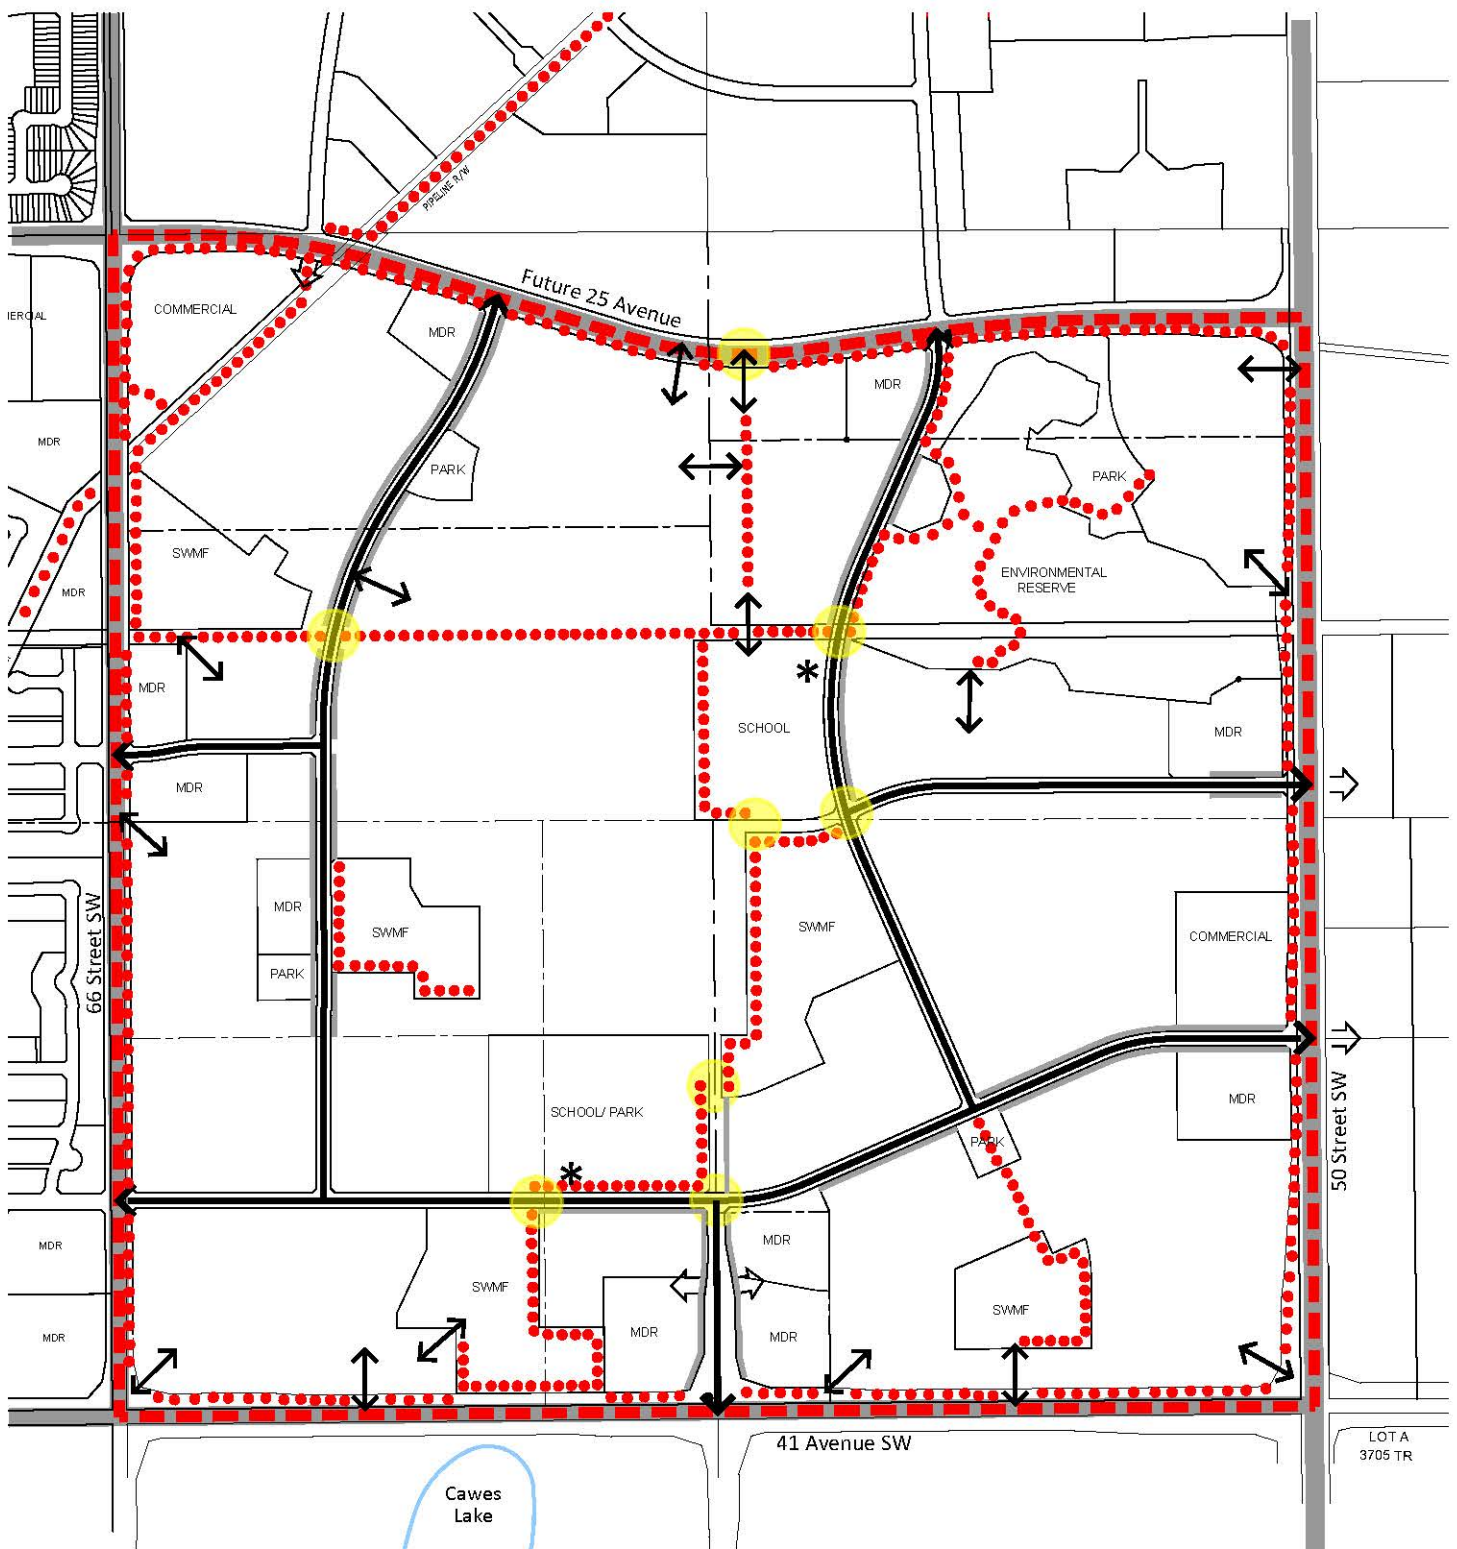 PIPELINE R/W
Future 25 Avenue
COMMERCIAL
MDR
MDR
MDR
PARK
PARK
SWMF
MDR
ENVIRONMENTAL
RESERVE
MDR
SCHOOL
MDR
MDR
66 Street SW
MDR
SWMF
SWMF
COMMERCIAL
PARK
SCHOOL/ PARK
*
*
MDR
PARK
50 Street SW
MDR
MDR
SWMF
SWMF
MDR
MDR
MDR
41 Avenue SW
LOT A
3705 TR
Cawes
Lake